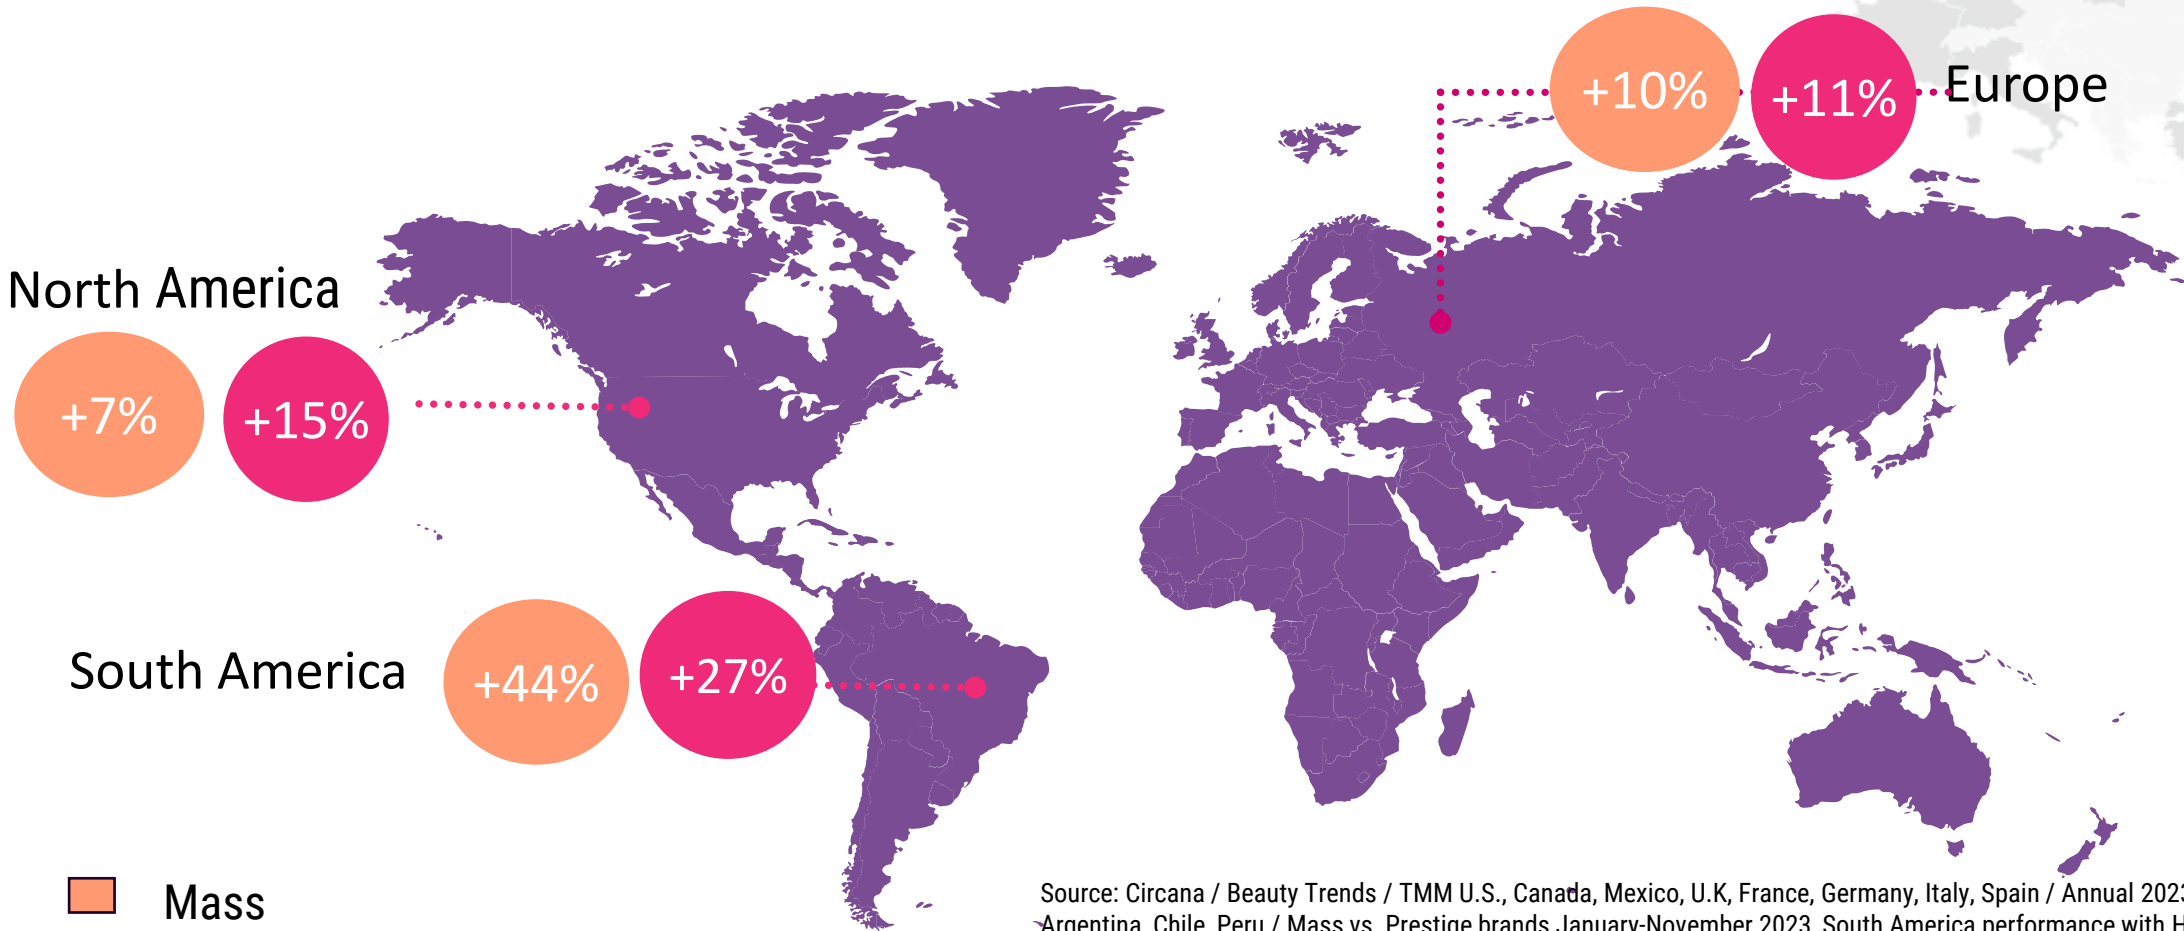 +10%
+11%
Europe
North America
+7%
+15%
South America
+44%
+27%
Mass
Source: Circana / Beauty Trends / TMM U.S., Canada, Mexico, U.K, France, Germany, Italy, Spain / Annual 2023
Argentina, Chile, Peru / Mass vs. Prestige brands January-November 2023. South America performance with H